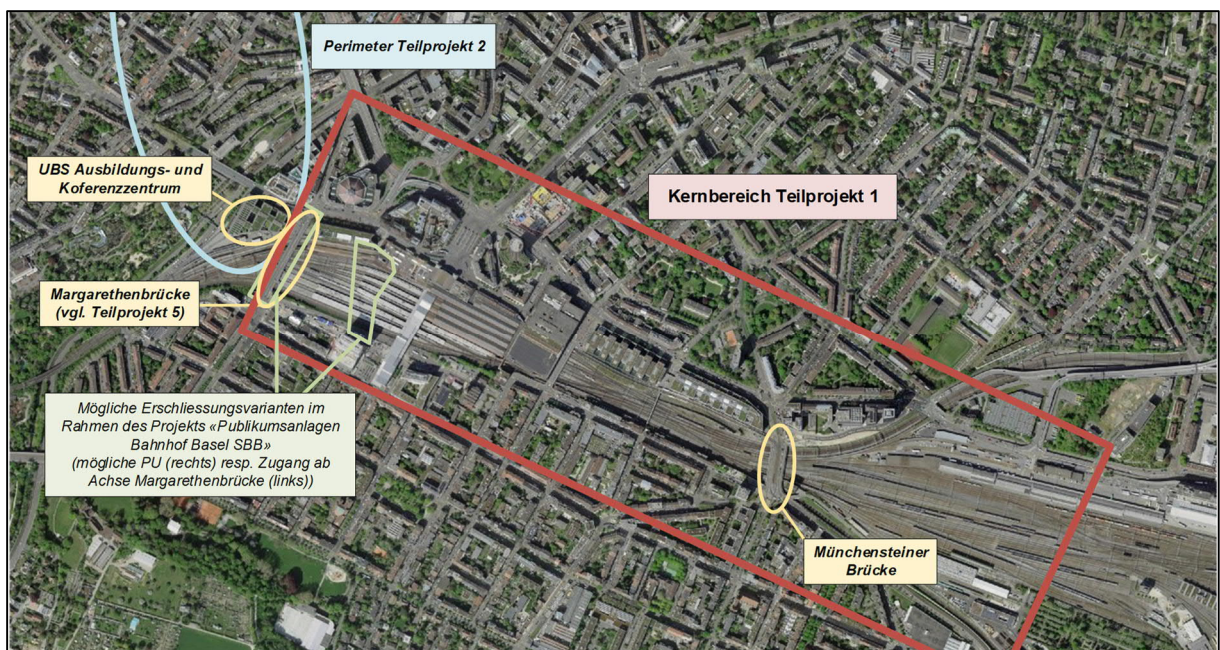 Perimeter Teilprojekt 2
UBS Ausbildungs- und
Koferenzzentrum
Kernbereich Teilprojekt 1
Margarethenbrücke
(vgl. Teilprojekt 5)
Mögliche Erschliessungsvarianten im
Rahmen des Projekts «Publikumsanlagen
Bahnhof Basel SBB»
(mögliche PU (rechts) resp. Zugang ab
Achse Margarethenbrücke (links))
Münchensteiner
Brücke